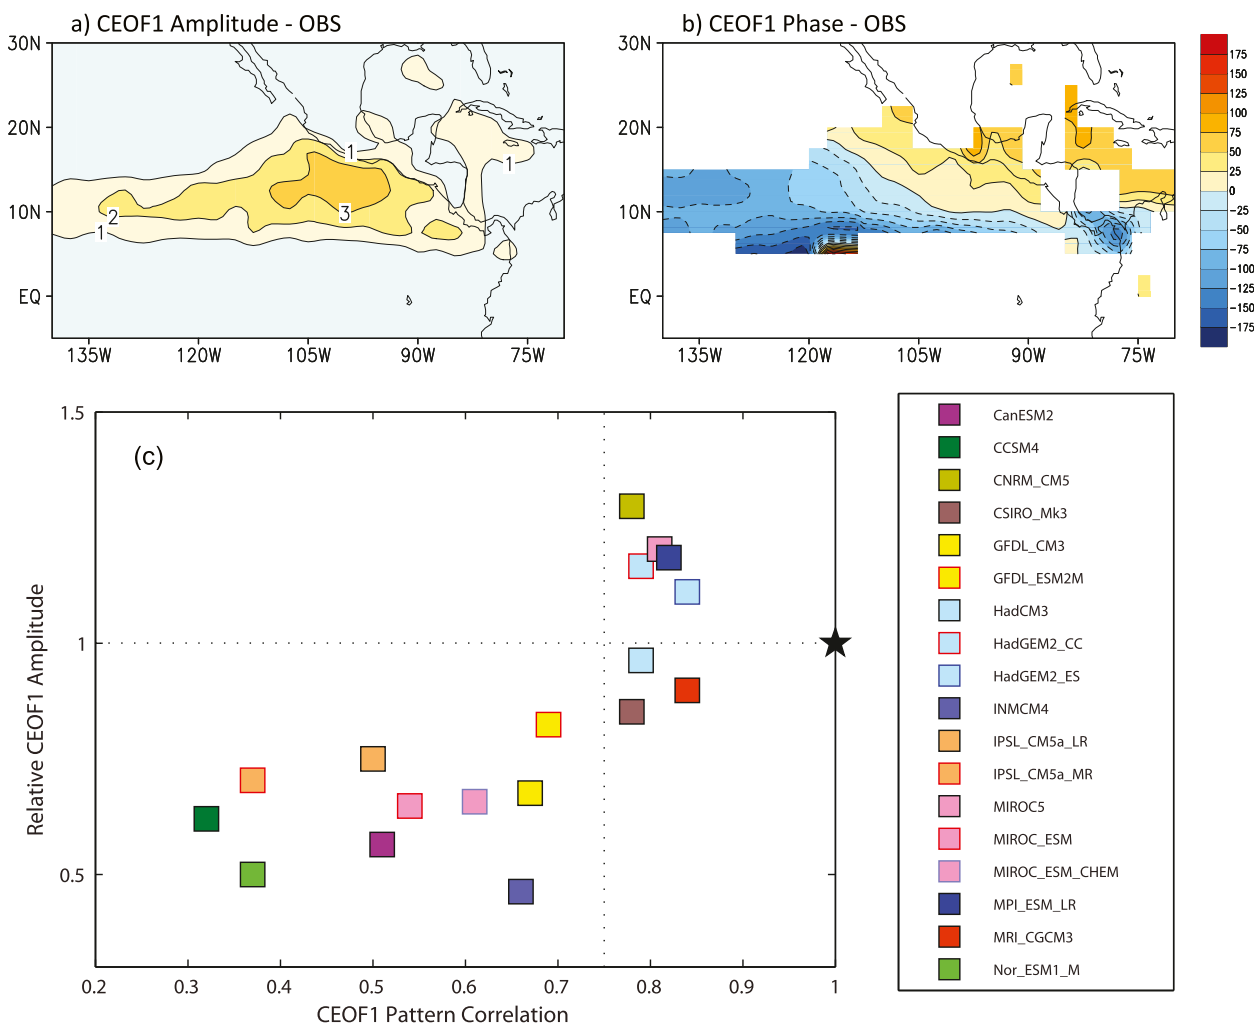 a) CEOF1 Amplitude - OBS
30N
20N
10N
EQ
135W 120W 105W 90W 75W
1
1
2
1
3
b) CEOF1 Phase - OBS
30N
20N
10N
EQ
135W 120W 105W 90W 75W
175
150
125
100
75
50
25
0
-25
-50
-75
-100
-125
-150
-175
(c)
1.5
1
0.5
0.2 0.3 0.4 0.5 0.6 0.7 0.8 0.9 1
Relative CEOF1 Amplitude
CEOF1 Pattern Correlation
CanESM2
CCSM4
CNRM_CM5
CSIRO_Mk3
GFDL_CM3
GFDL_ESM2M
HadCM3
HadGEM2_CC
HadGEM2_ES
INMCM4
IPSL_CM5a_LR
IPSL_CM5a_MR
MIROC5
MIROC_ESM
MIROC_ESM_CHEM
MPI_ESM_LR
MRI_CGCM3
Nor_ESM1_M